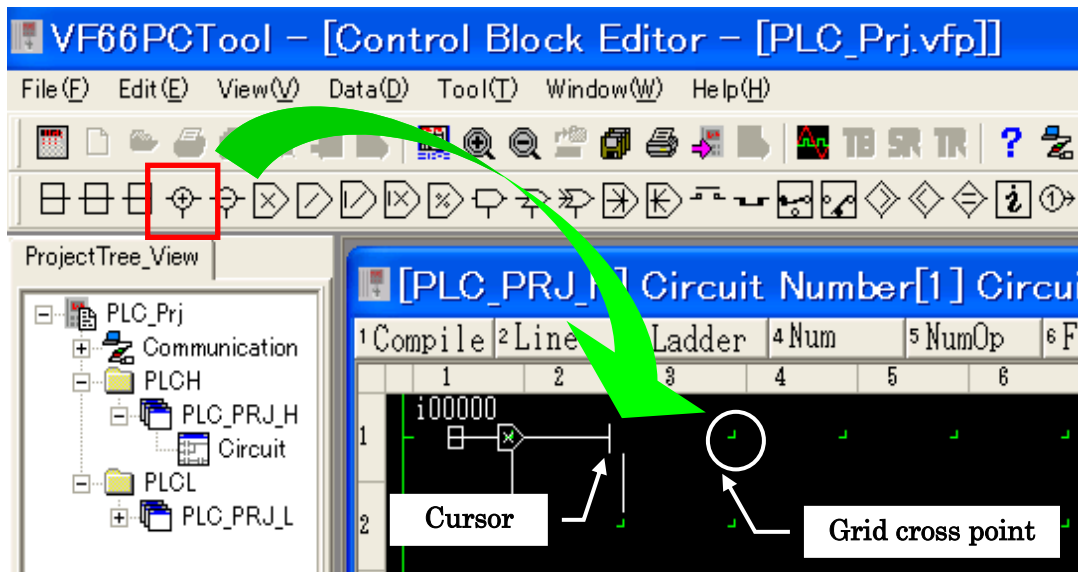 VF66PCTool - [Control Block Editor - [PLC_Prj.vfp]]
File(F) Edit(E) View(V) Data(D) Tool(T) Window(W) Help(H)
TB SR TR ?
ProjectTree_View
PLC_Prj
Communication
PLCH
PLC_PRJ_H
Circuit
PLCL
PLC_PRJ_L
[PLC_PRJ_H] Circuit Number[1] Circui
1Compile 2Line Ladder 4Num 5NumOp 6F
1 2 3 4 5 6
i00000
1
2
Cursor
Grid cross point